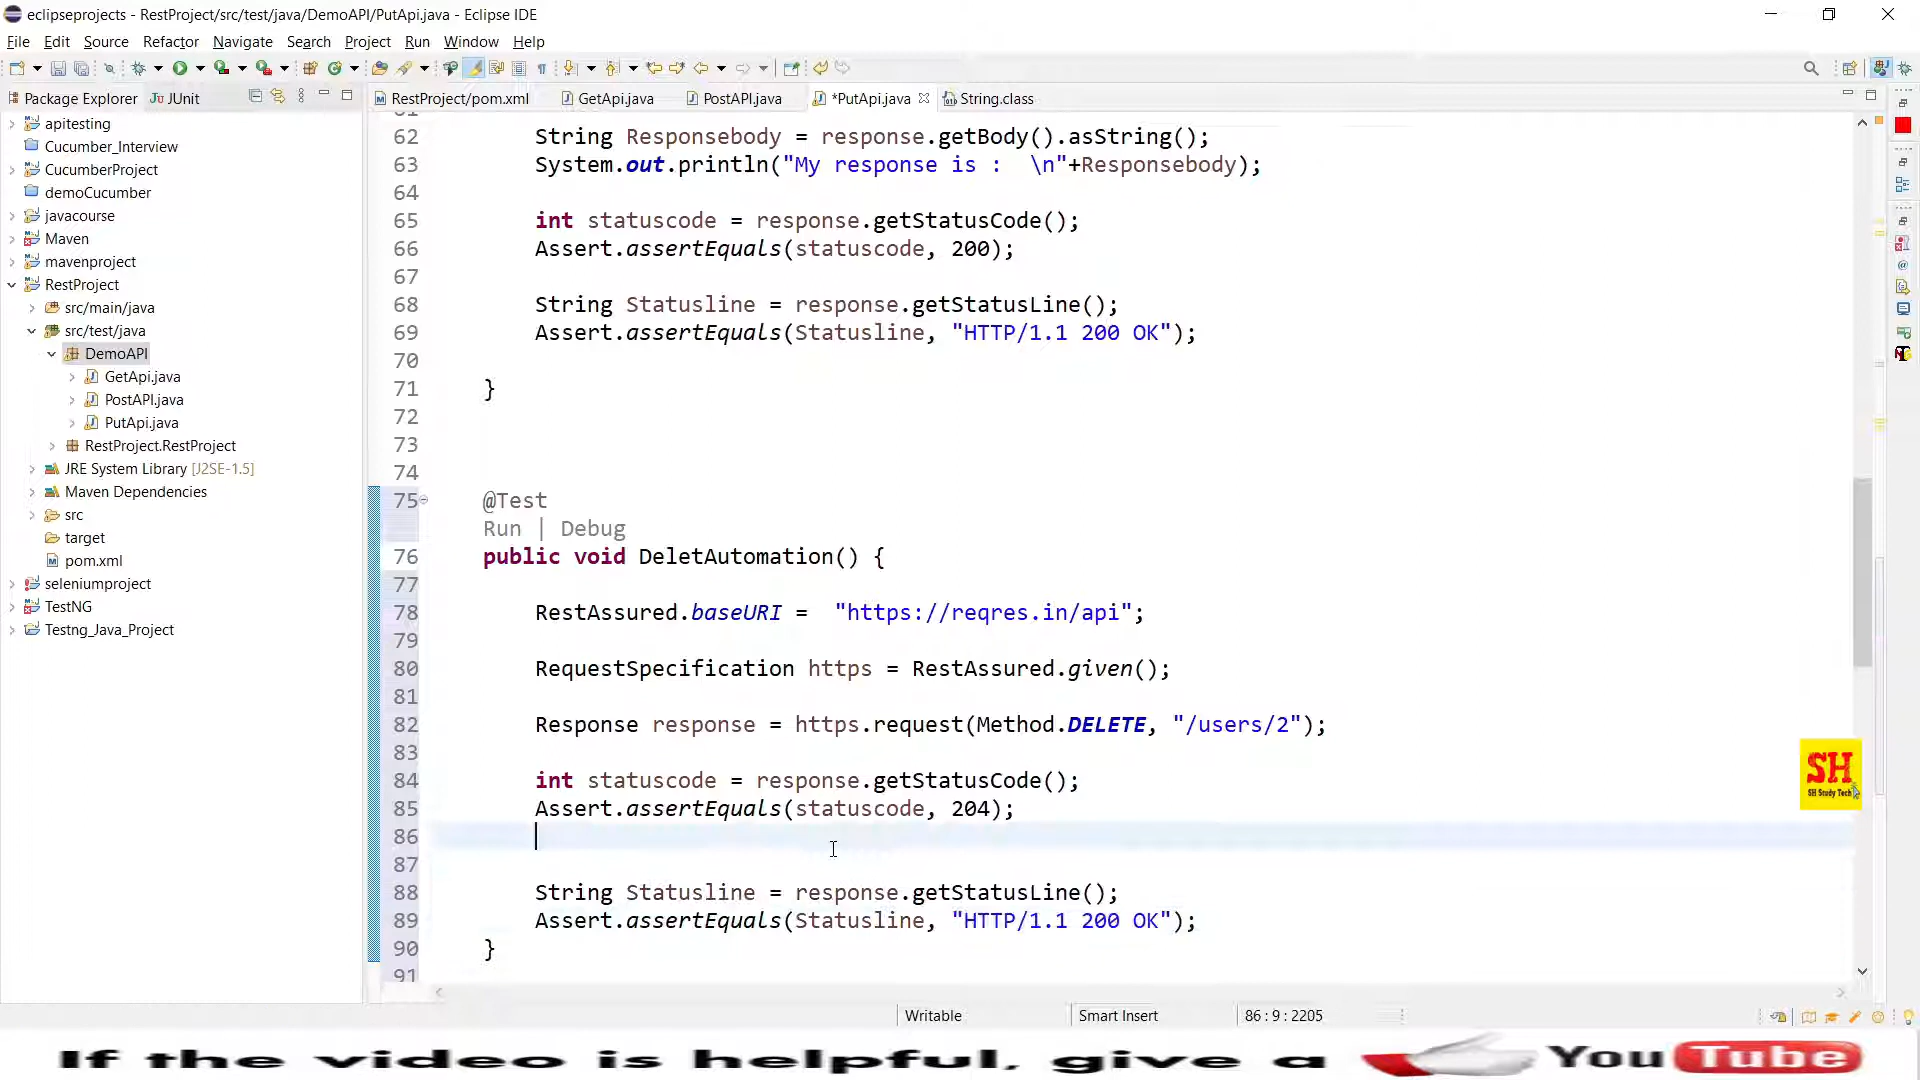 eclipseprojects - RestProject/src/test/java/DemoAPI/PutApi.java - Eclipse IDE
File Edit Source Refactor Navigate Search Project Run Window Help
Package Explorer JUnit
RestProject/pom.xml GetApi.java PostAPI.java *PutApi.java String.class
apitesting
Cucumber_Interview
CucumberProject
demoCucumber
javacourse
Maven
mavenproject
RestProject
src/main/java
src/test/java
DemoAPI
GetApi.java
PostAPI.java
PutApi.java
RestProject.RestProject
JRE System Library [J2SE-1.5]
Maven Dependencies
src
target
pom.xml
seleniumproject
TestNG
Testng_Java_Project
61
62 String Responsebody = response.getBody().asString();
63 System.out.println("My response is :  \n"+Responsebody);
64
65 int statuscode = response.getStatusCode();
66 Assert.assertEquals(statuscode, 200);
67
68 String Statusline = response.getStatusLine();
69 Assert.assertEquals(Statusline, "HTTP/1.1 200 OK");
70
71 }
72
73
74
75 @Test
Run | Debug
76 public void DeletAutomation() {
77
78 RestAssured.baseURI =  "https://reqres.in/api";
79
80 RequestSpecification https = RestAssured.given();
81
82 Response response = https.request(Method.DELETE, "/users/2");
83
84 int statuscode = response.getStatusCode();
85 Assert.assertEquals(statuscode, 204);
86
87
88 String Statusline = response.getStatusLine();
89 Assert.assertEquals(Statusline, "HTTP/1.1 200 OK");
90 }
91
SH
SH Study Tech
Writable Smart Insert 86 : 9 : 2205
If the video is helpful, give a YouTube